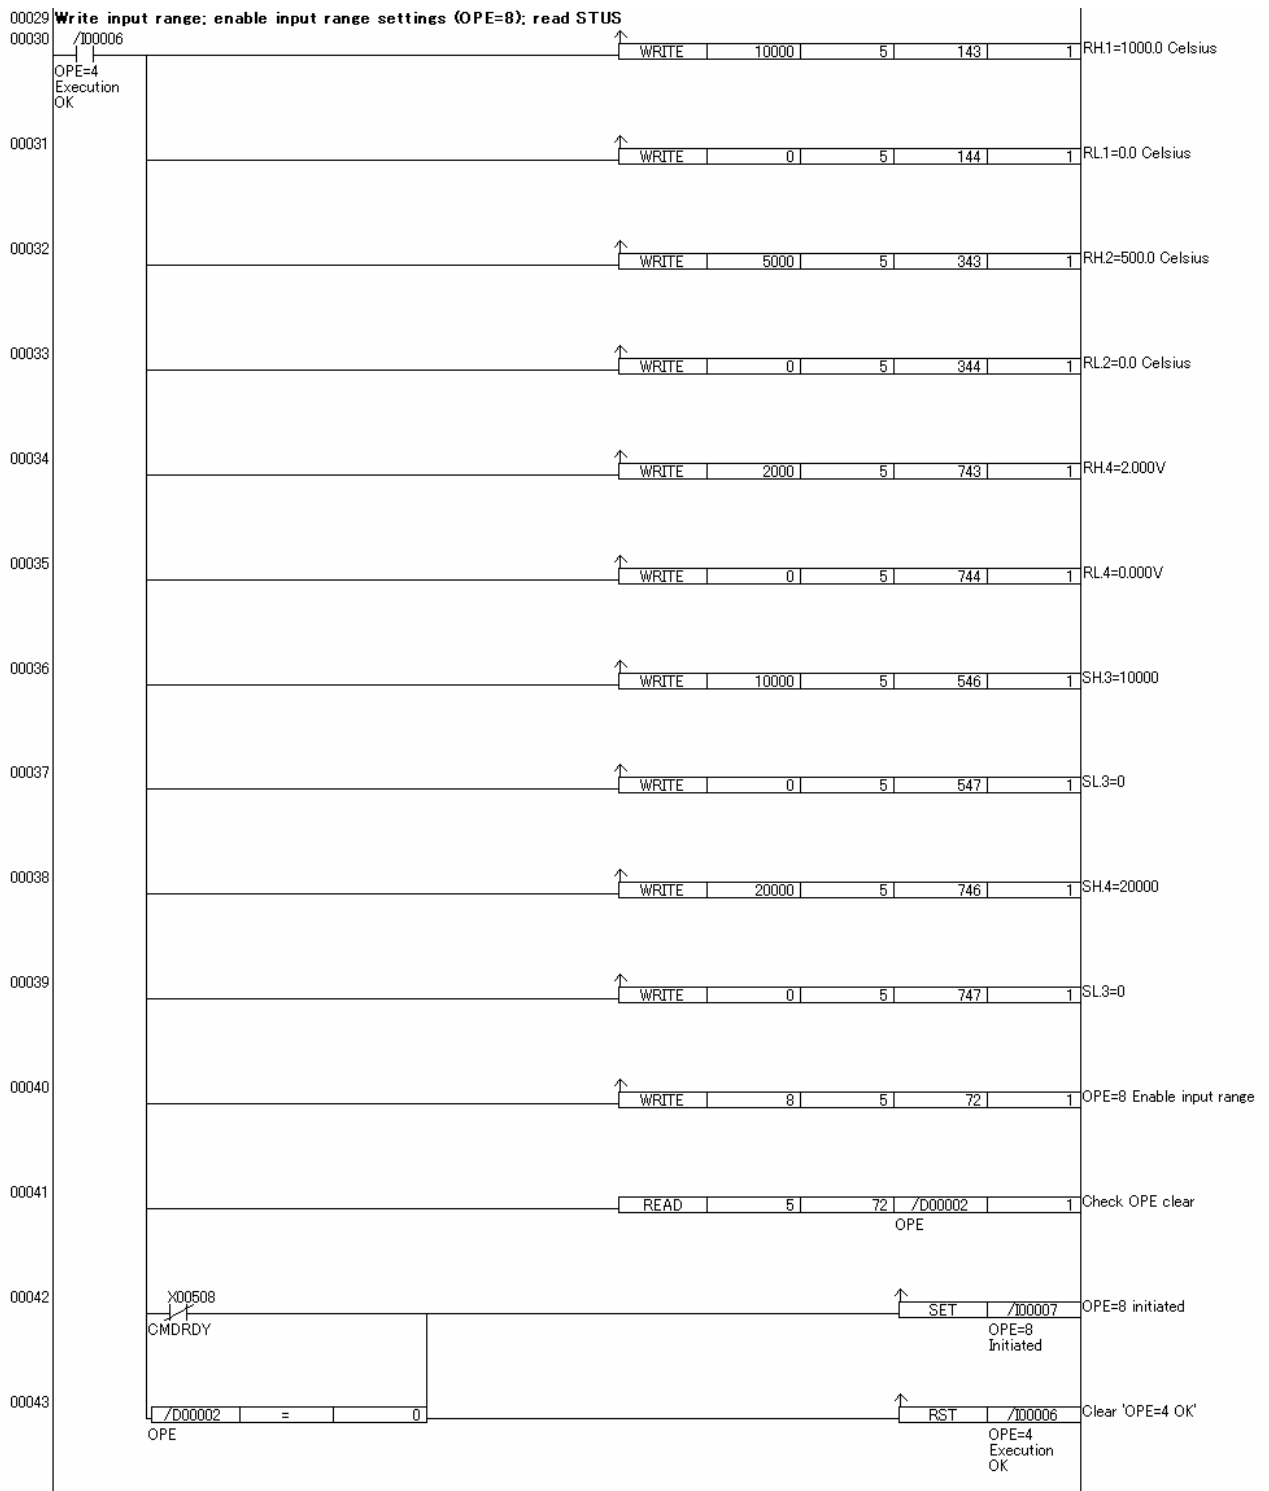 00029 Write input range; enable input range settings (OPE=8); read STUS
00030 /I00006
OPE=4
Execution
OK
WRITE 10000 5 143 1 RH.1=1000.0 Celsius
00031 WRITE 0 5 144 1 RL.1=0.0 Celsius
00032 WRITE 5000 5 343 1 RH.2=500.0 Celsius
00033 WRITE 0 5 344 1 RL.2=0.0 Celsius
00034 WRITE 2000 5 743 1 RH.4=2.000V
00035 WRITE 0 5 744 1 RL.4=0.000V
00036 WRITE 10000 5 546 1 SH.3=10000
00037 WRITE 0 5 547 1 SL.3=0
00038 WRITE 20000 5 746 1 SH.4=20000
00039 WRITE 0 5 747 1 SL.3=0
00040 WRITE 8 5 72 1 OPE=8 Enable input range
00041 READ 5 72 /D00002 1 Check OPE clear
OPE
00042 X00508
CMDRDY
SET /I00007 OPE=8 initiated
OPE=8
Initiated
00043 /D00002 = 0
OPE
RST /I00006 Clear 'OPE=4 OK'
OPE=4
Execution
OK